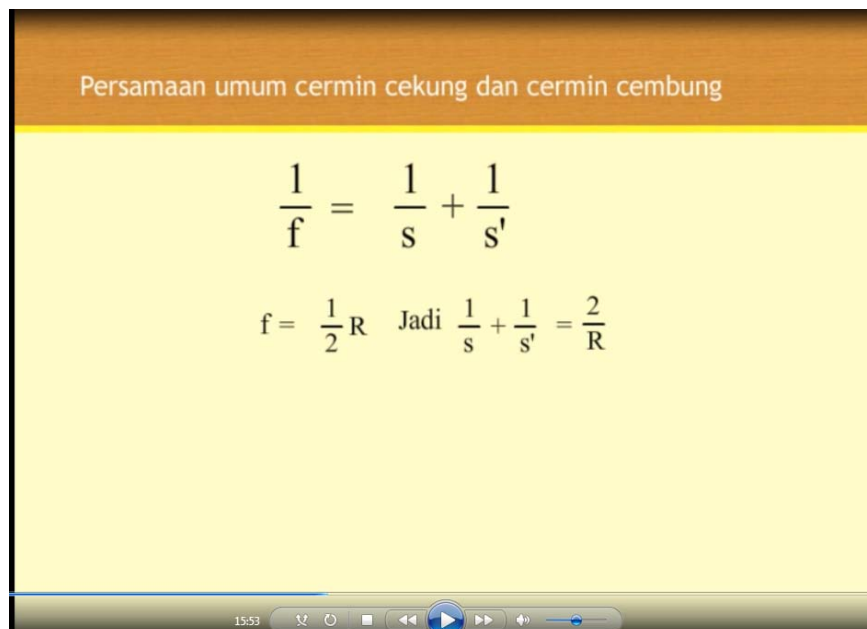 Persamaan umum cermin cekung dan cermin cembung
1/f = 1/s + 1/s'
f = 1/2 R Jadi 1/s + 1/s' = 2/R
15:53